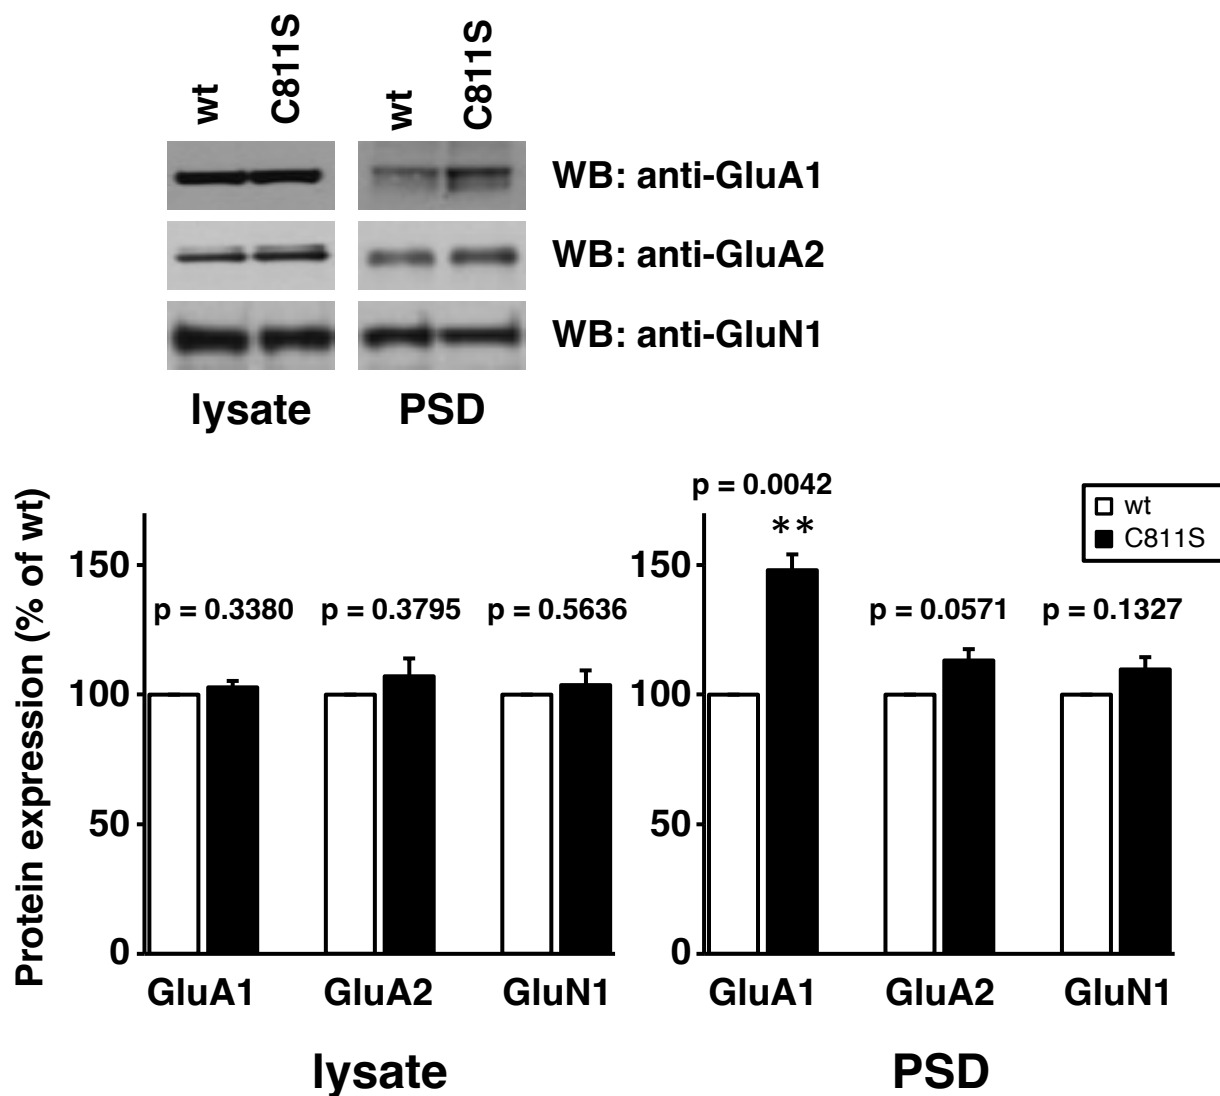 wt C811S wt C811S
WB: anti-GluA1
WB: anti-GluA2
WB: anti-GluN1
lysate PSD
Protein expression (% of wt)
150
100
50
0
p = 0.3380 p = 0.3795 p = 0.5636
GluA1 GluA2 GluN1
lysate
p = 0.0042
**
150
100
50
0
p = 0.0571 p = 0.1327
GluA1 GluA2 GluN1
PSD
wt
C811S